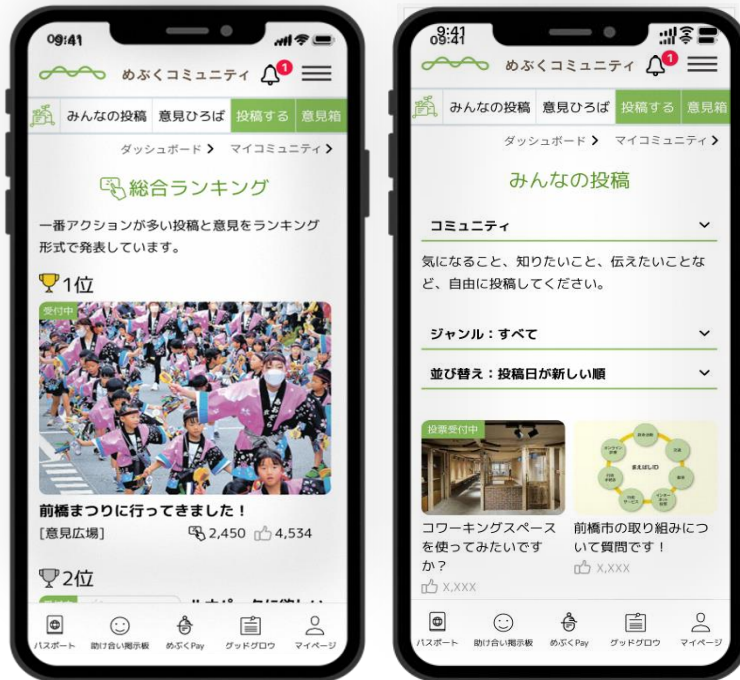 09:41
めぶくコミュニティ
1
みんなの投稿 意見ひろば 投稿する 意見箱
ダッシュボード > マイコミュニティ >
総合ランキング
一番アクションが多い投稿と意見をランキング
形式で発表しています。
1位
受付中
前橋まつりに行ってきました！
[意見広場] 2,450 4,534
2位
パスポート 助け合い掲示板 めぶくPay グッドグロウ マイページ
09:41
めぶくコミュニティ
1
みんなの投稿 意見ひろば 投稿する 意見箱
ダッシュボード > マイコミュニティ >
みんなの投稿
コミュニティ
気になること、知りたいこと、伝えたいことな
ど、自由に投稿してください。
ジャンル：すべて
並び替え：投稿日が新しい順
投票受付中
まえばしID
コワーキングスペース
を使ってみたいです
か？
X,XXX
前橋市の取り組みにつ
いて質問です！
X,XXX
パスポート 助け合い掲示板 めぶくPay グッドグロウ マイページ